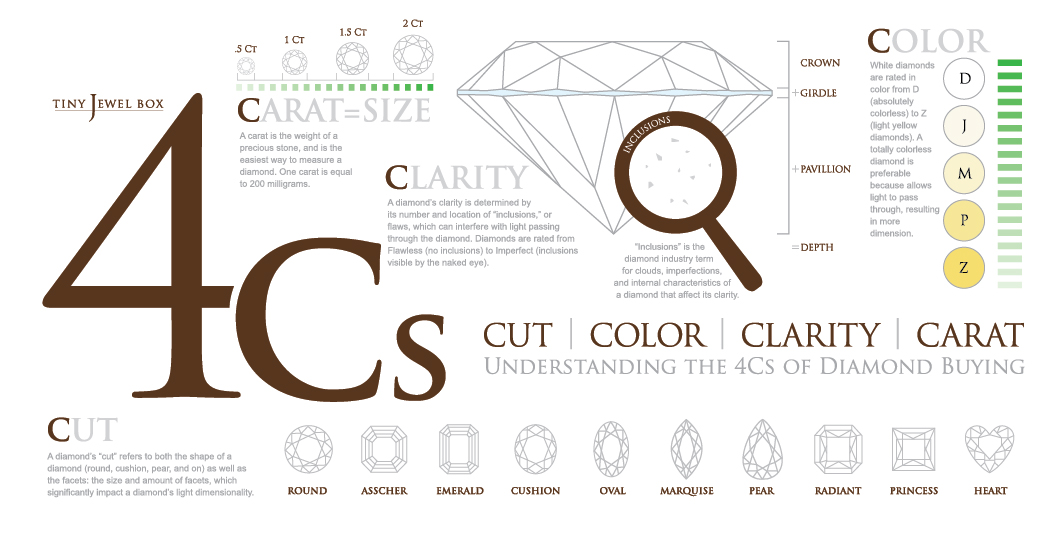 TINY JEWEL BOX
4Cs
.5 CT
1 CT
1.5 CT
2 CT
CARAT=SIZE
A carat is the weight of a
precious stone, and is the
easiest way to measure a
diamond. One carat is equal
to 200 milligrams.
CLARITY
A diamond's clarity is determined by
its number and location of "inclusions," or
flaws, which can interfere with light passing
through the diamond. Diamonds are rated from
Flawless (no inclusions) to Imperfect (inclusions
visible by the naked eye).
INCLUSIONS
"Inclusions" is the
diamond industry term
for clouds, imperfections,
and internal characteristics of
a diamond that affect its clarity.
CROWN
+GIRDLE
+PAVILLION
=DEPTH
COLOR
White diamonds
are rated in
color from D
(absolutely
colorless) to Z
(light yellow
diamonds). A
totally colorless
diamond is
preferable
because allows
light to pass
through, resulting
in more
dimension.
D
J
M
P
Z
CUT | COLOR | CLARITY | CARAT
UNDERSTANDING THE 4CS OF DIAMOND BUYING
CUT
A diamond's "cut" refers to both the shape of a
diamond (round, cushion, pear, and on) as well as
the facets: the size and amount of facets, which
significantly impact a diamond's light dimensionality.
ROUND
ASSCHER
EMERALD
CUSHION
OVAL
MARQUISE
PEAR
RADIANT
PRINCESS
HEART